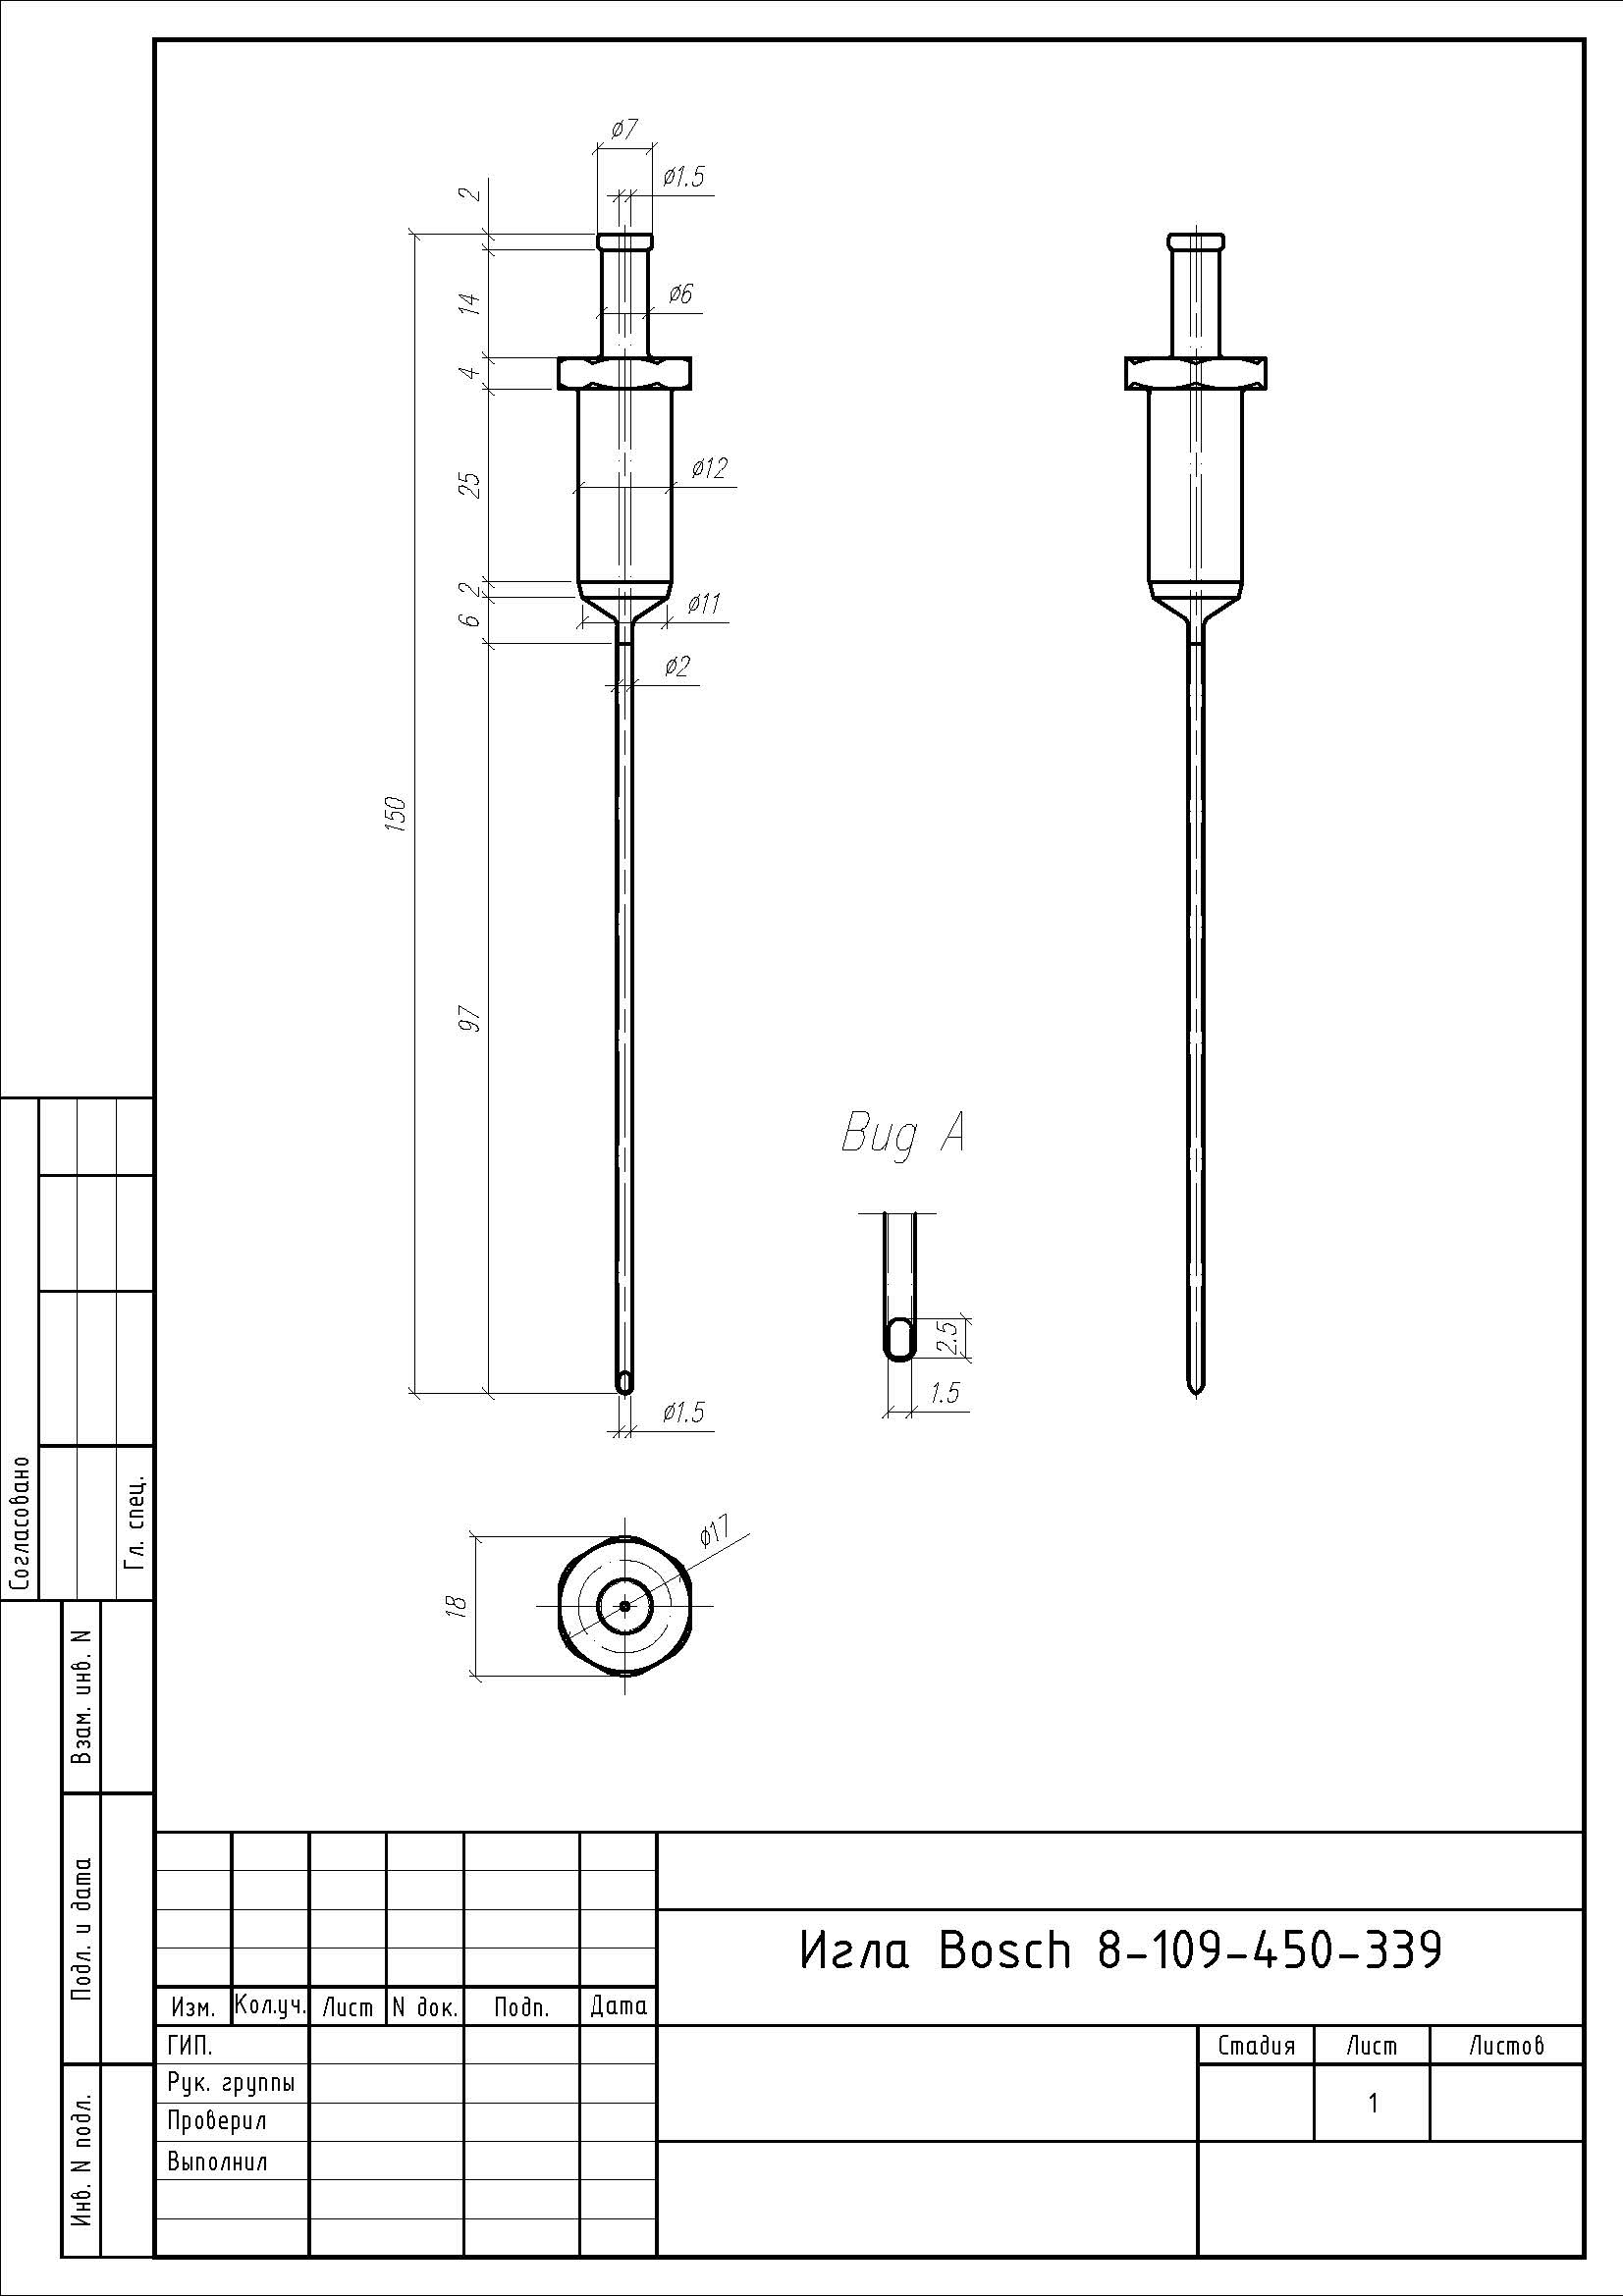 ø7
ø1.5
2
14
ø6
4
25
ø12
2
6
ø11
ø2
150
97
Вид А
2.5
1.5
ø1.5
ø17
18
Согласовано
Гл. спец.
Взам. инв. N
Подл. и дата
Инв. N подл.
Игла Bosch 8-109-450-339
Изм. Кол.уч. Лист N док. Подп. Дата
ГИП.
Рук. группы
Проверил
Выполнил
Стадия Лист Листов
1